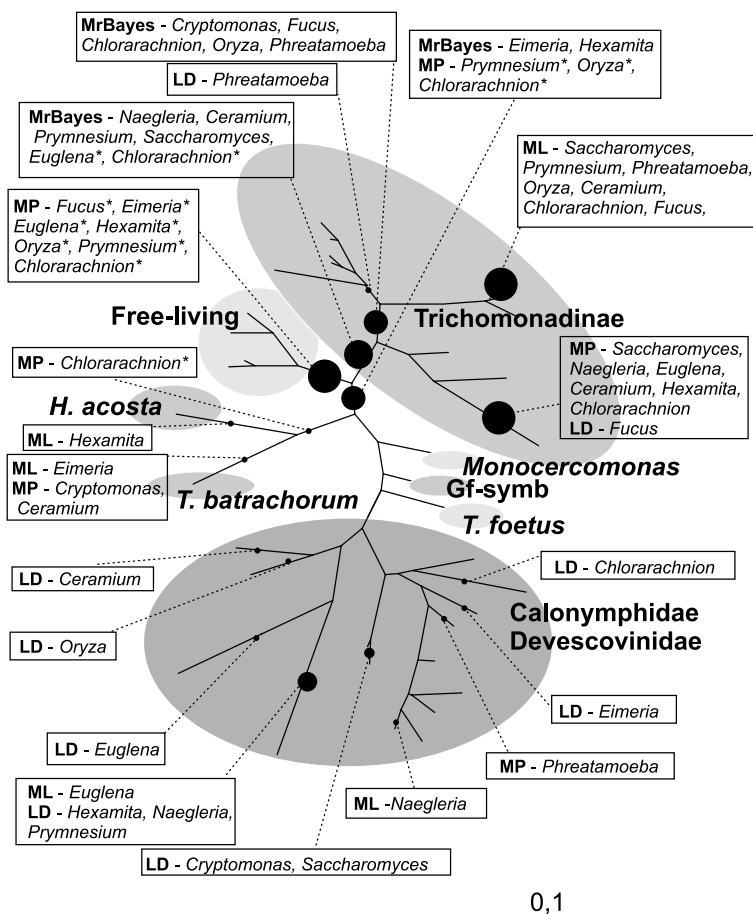 MrBayes - Cryptomonas, Fucus,
Chlorarachnion, Oryza, Phreatamoeba
MrBayes - Eimeria, Hexamita
MP - Prymnesium*, Oryza*,
Chlorarachnion*
LD - Phreatamoeba
MrBayes - Naegleria, Ceramium,
Prymnesium, Saccharomyces,
Euglena*, Chlorarachnion*
ML - Saccharomyces,
Prymnesium, Phreatamoeba,
Oryza, Ceramium,
Chlorarachnion, Fucus,
MP - Fucus*, Eimeria*
Euglena*, Hexamita*,
Oryza*, Prymnesium*,
Chlorarachnion*
Free-living
Trichomonadinae
MP - Chlorarachnion*
MP - Saccharomyces,
Naegleria, Euglena,
Ceramium, Hexamita,
Chlorarachnion
LD - Fucus
H. acosta
ML - Hexamita
ML - Eimeria
MP - Cryptomonas,
Ceramium
T. batrachorum
Monocercomonas
Gf-symb
T. foetus
LD - Ceramium
LD - Chlorarachnion
Calonymphidae
Devescovinidae
LD - Oryza
LD - Eimeria
LD - Euglena
MP - Phreatamoeba
ML - Euglena
LD - Hexamita, Naegleria,
Prymnesium
ML -Naegleria
LD - Cryptomonas, Saccharomyces
0,1